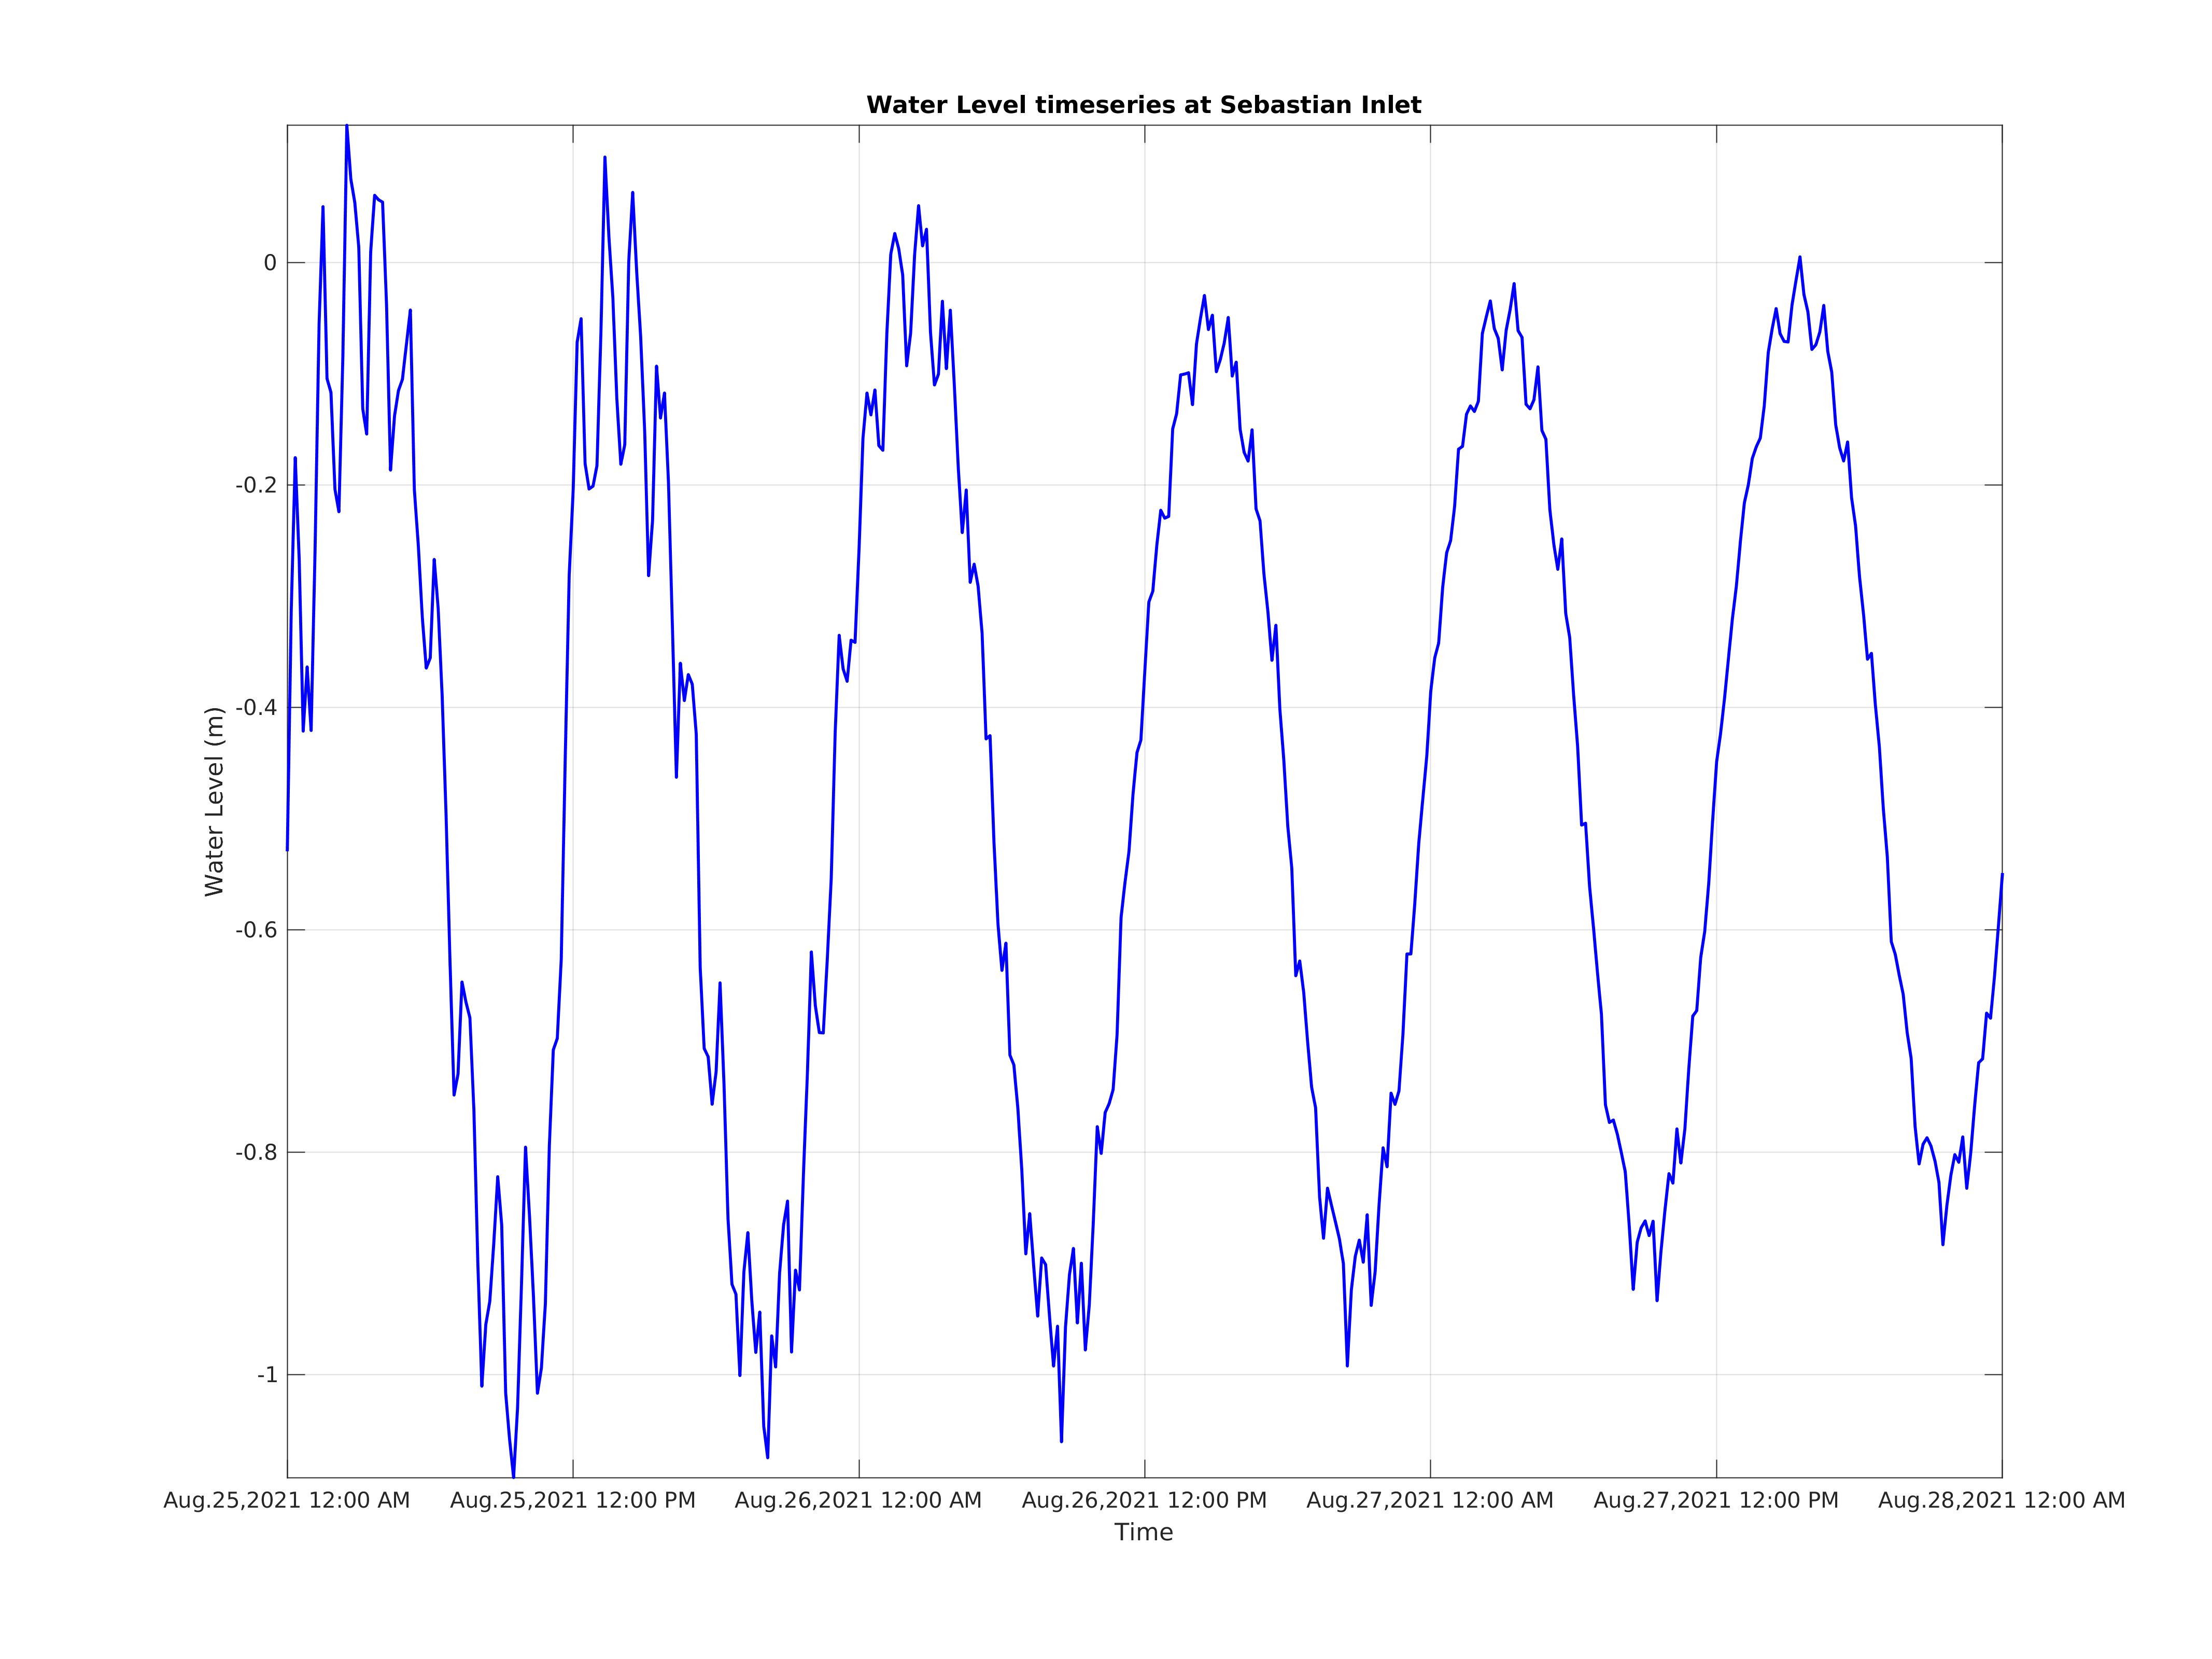 Water Level timeseries at Sebastian Inlet
0
-0.2
-0.4
-0.6
-0.8
-1
Water Level (m)
Aug.25,2021 12:00 AM
Aug.25,2021 12:00 PM
Aug.26,2021 12:00 AM
Aug.26,2021 12:00 PM
Aug.27,2021 12:00 AM
Aug.27,2021 12:00 PM
Aug.28,2021 12:00 AM
Time